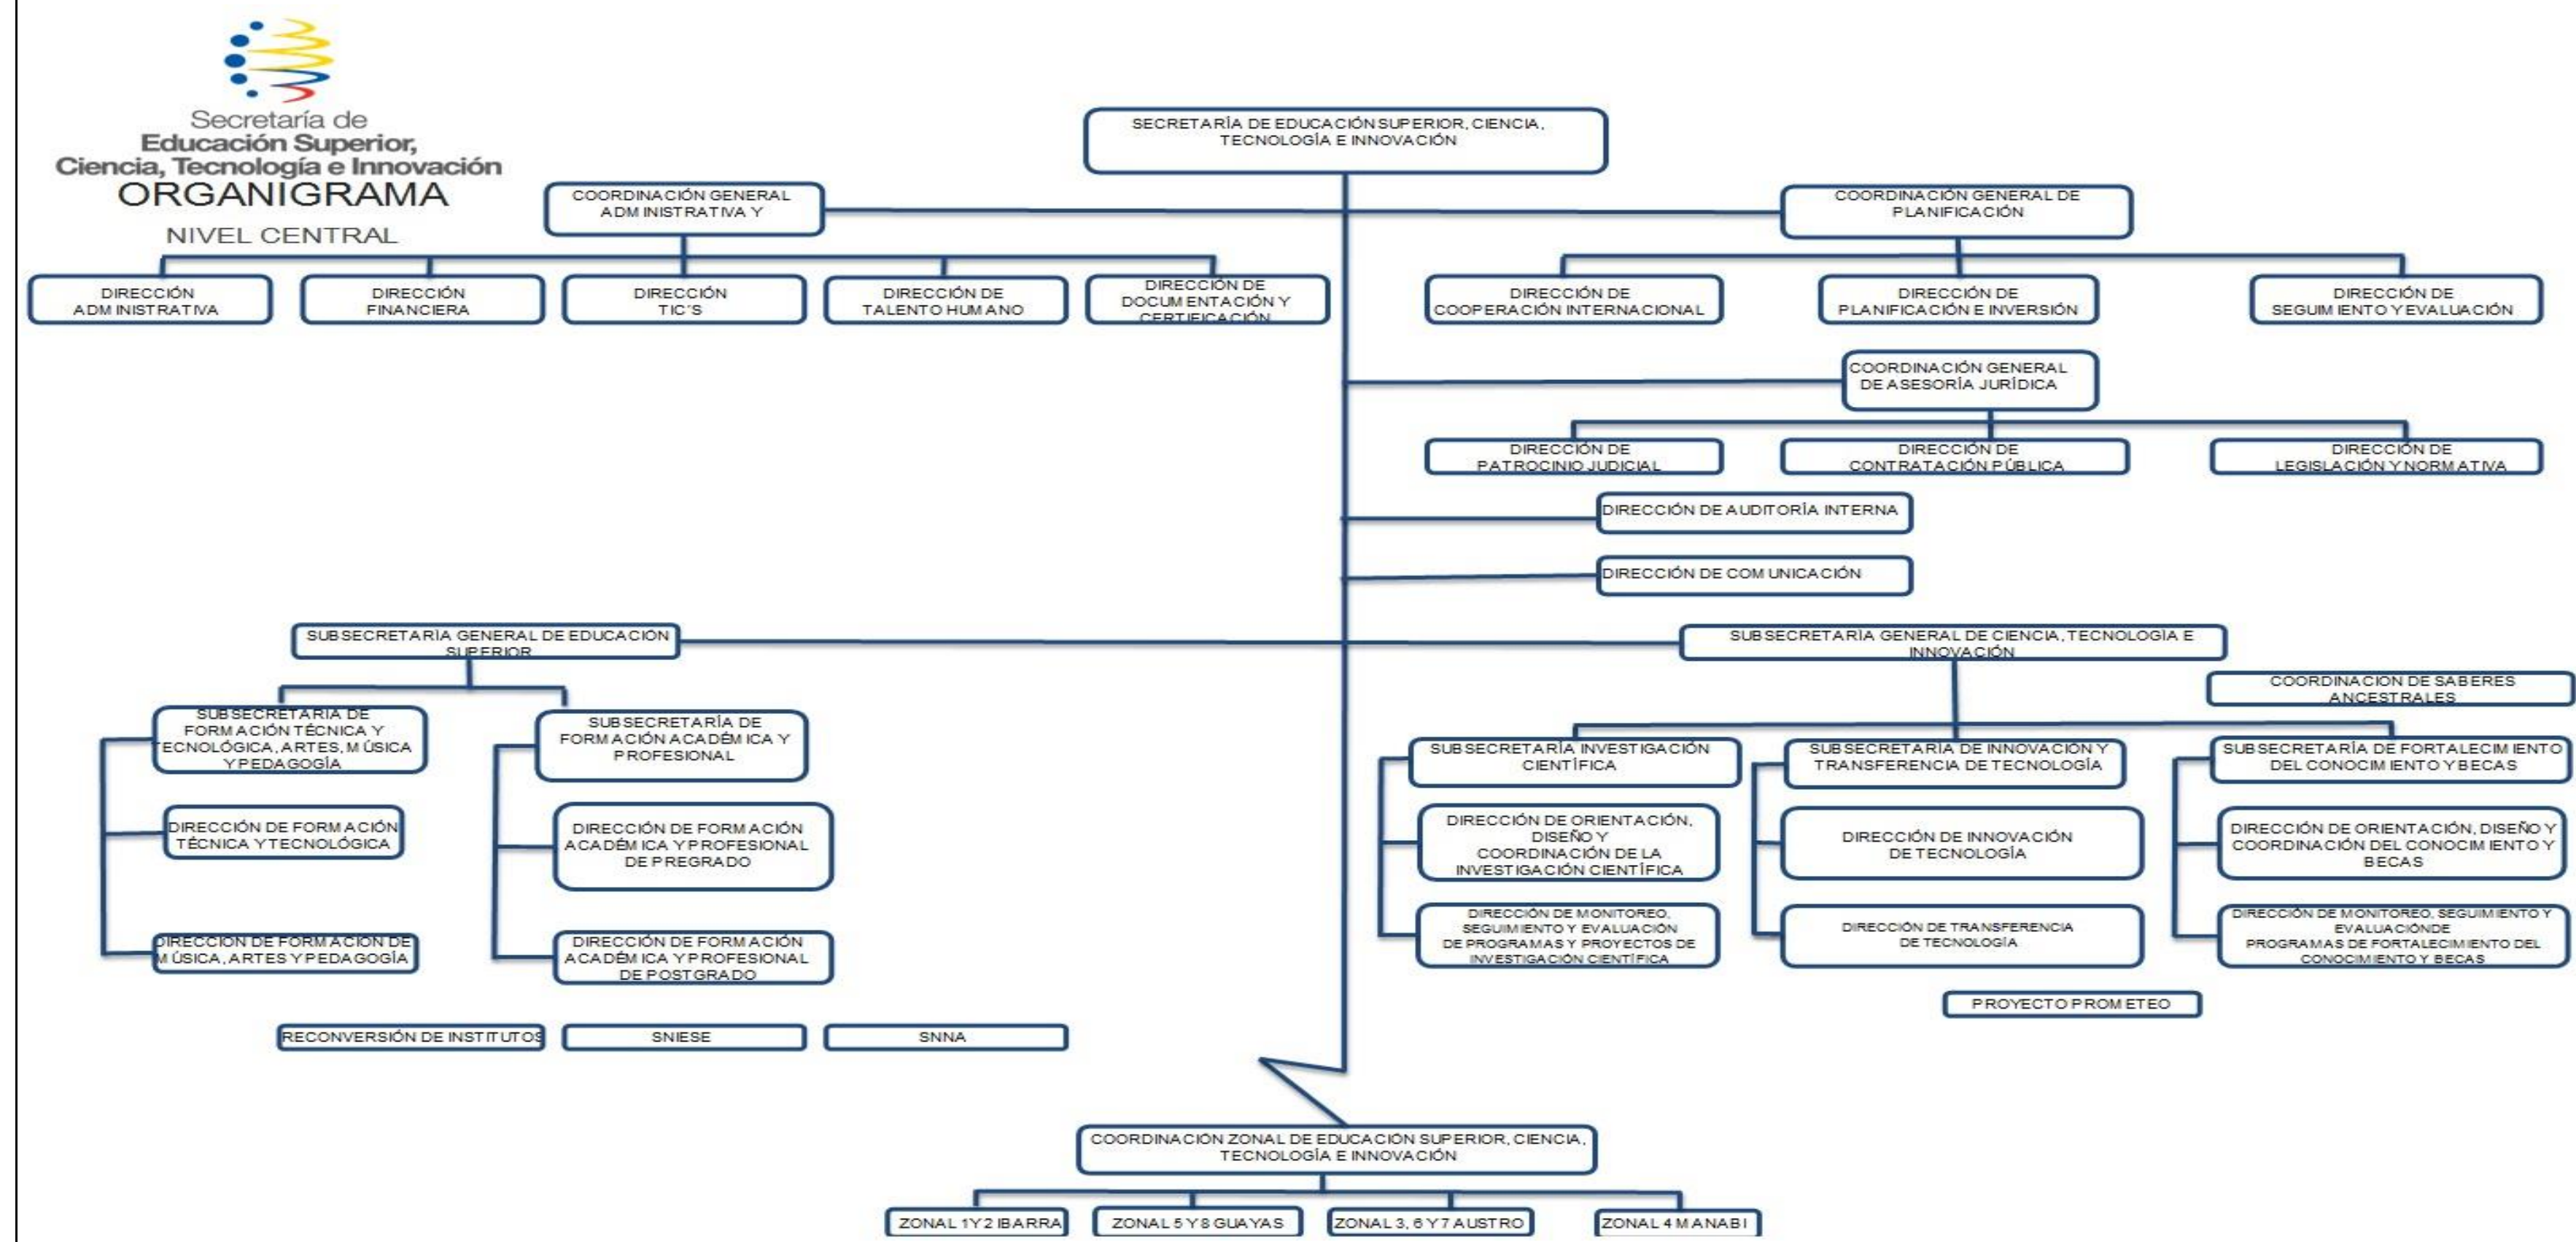 Secretaría de
Educación Superior,
Ciencia, Tecnología e Innovación
ORGANIGRAMA
NIVEL CENTRAL
SECRETARÍA DE EDUCACIÓN SUPERIOR, CIENCIA,
TECNOLOGÍA E INNOVACIÓN
COORDINACIÓN GENERAL
ADMINISTRATIVA Y
COORDINACIÓN GENERAL DE
PLANIFICACIÓN
DIRECCIÓN
ADMINISTRATIVA
DIRECCIÓN
FINANCIERA
DIRECCIÓN
TIC´S
DIRECCIÓN DE
TALENTO HUMANO
DIRECCIÓN DE
DOCUMENTACIÓN Y
CERTIFICACIÓN
DIRECCIÓN DE
COOPERACIÓN INTERNACIONAL
DIRECCIÓN DE
PLANIFICACIÓN E INVERSIÓN
DIRECCIÓN DE
SEGUIMIENTO Y EVALUACIÓN
COORDINACIÓN GENERAL
DE ASESORÍA JURÍDICA
DIRECCIÓN DE
PATROCINIO JUDICIAL
DIRECCIÓN DE
CONTRATACIÓN PÚBLICA
DIRECCIÓN DE
LEGISLACIÓN Y NORMATIVA
DIRECCIÓN DE AUDITORÍA INTERNA
DIRECCIÓN DE COMUNICACIÓN
SUBSECRETARÍA GENERAL DE EDUCACIÓN
SUPERIOR
SUBSECRETARÍA GENERAL DE CIENCIA, TECNOLOGÍA E
INNOVACIÓN
COORDINACION DE SABERES
ANCESTRALES
SUBSECRETARIA DE
FORMACIÓN TÉCNICA Y
TECNOLÓGICA, ARTES, MÚSICA
Y PEDAGOGÍA
SUBSECRETARÍA DE
FORMACIÓN ACADÉMICA Y
PROFESIONAL
SUBSECRETARÍA INVESTIGACIÓN
CIENTÍFICA
SUBSECRETARÍA DE INNOVACIÓN Y
TRANSFERENCIA DE TECNOLOGÍA
SUBSECRETARÍA DE FORTALECIMIENTO
DEL CONOCIMIENTO Y BECAS
DIRECCIÓN DE FORMACIÓN
TÉCNICA Y TECNOLÓGICA
DIRECCIÓN DE FORMACIÓN
ACADÉMICA Y PROFESIONAL
DE PREGRADO
DIRECCIÓN DE ORIENTACIÓN,
DISEÑO Y
COORDINACIÓN DE LA
INVESTIGACIÓN CIENTÍFICA
DIRECCIÓN DE INNOVACIÓN
DE TECNOLOGÍA
DIRECCIÓN DE ORIENTACIÓN, DISEÑO Y
COORDINACIÓN DEL CONOCIMIENTO Y
BECAS
DIRECCION DE FORMACION DE
MÚSICA, ARTES Y PEDAGOGÍA
DIRECCIÓN DE FORMACIÓN
ACADÉMICA Y PROFESIONAL
DE POSTGRADO
DIRECCIÓN DE MONITOREO,
SEGUIMIENTO Y EVALUACIÓN
DE PROGRAMAS Y PROYECTOS DE
INVESTIGACIÓN CIENTÍFICA
DIRECCIÓN DE TRANSFERENCIA
DE TECNOLOGÍA
DIRECCIÓN DE MONITOREO, SEGUIMIENTO Y
EVALUACIÓNDE
PROGRAMAS DE FORTALECIMIENTO DEL
CONOCIMIENTO Y BECAS
PROYECTO PROMETEO
RECONVERSIÓN DE INSTITUTOS
SNIESE
SNNA
COORDINACIÓN ZONAL DE EDUCACIÓN SUPERIOR, CIENCIA,
TECNOLOGÍA E INNOVACIÓN
ZONAL 1 Y 2 IBARRA
ZONAL 5 Y 8 GUAYAS
ZONAL 3, 6 Y 7 AUSTRO
ZONAL 4 MANABI